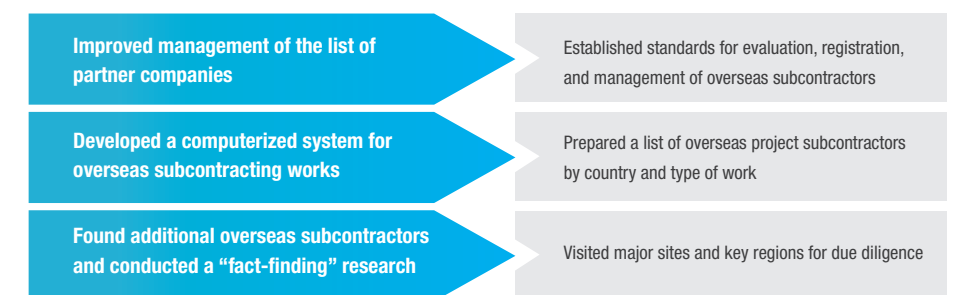 Improved management of the list of
partner companies
Established standards for evaluation, registration,
and management of overseas subcontractors
Developed a computerized system for
overseas subcontracting works
Prepared a list of overseas project subcontractors
by country and type of work
Found additional overseas subcontractors
and conducted a “fact-finding” research
Visited major sites and key regions for due diligence